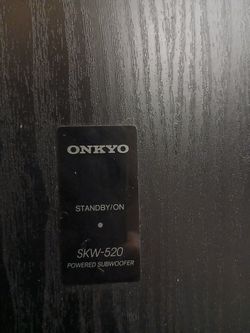 ONKYO
STANDBY/ON
SKW-520
POWERED SUBWOOFER